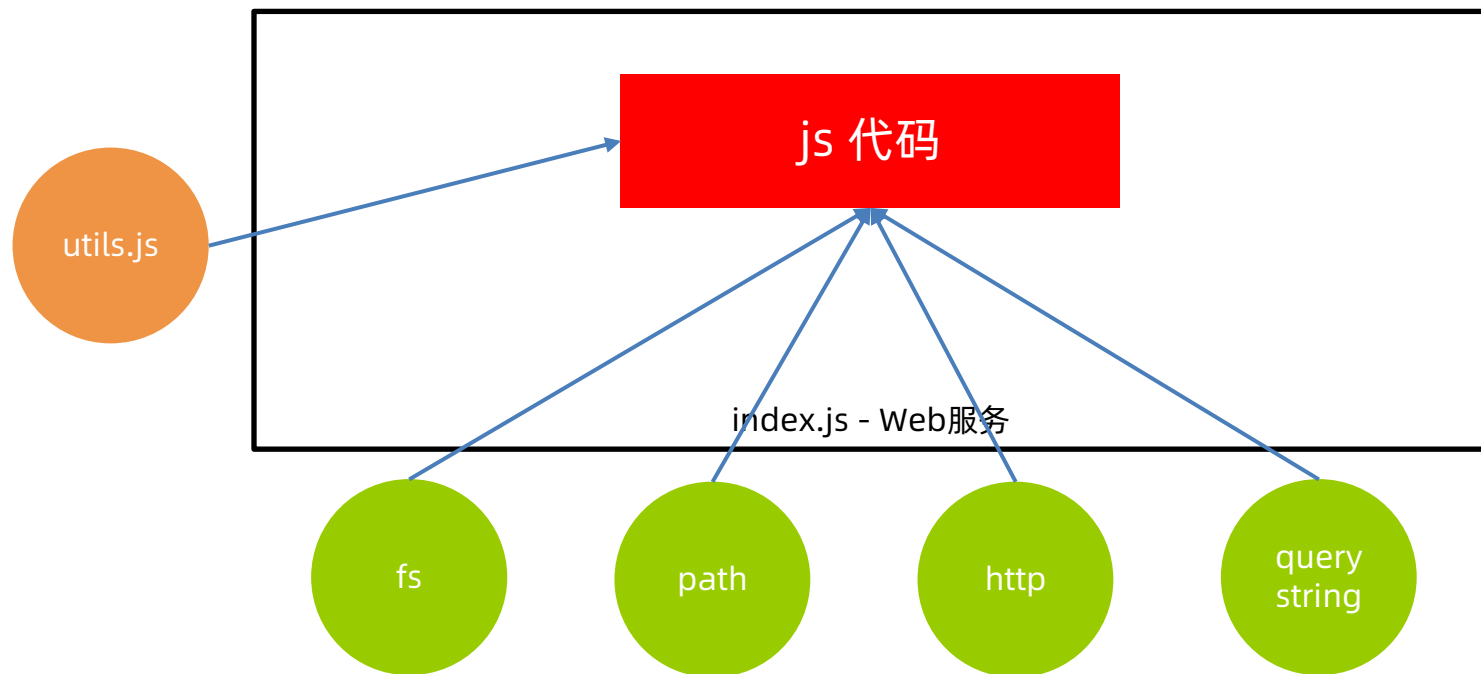 js 代码
utils.js
index.js - Web服务
fs
path
http
query
string